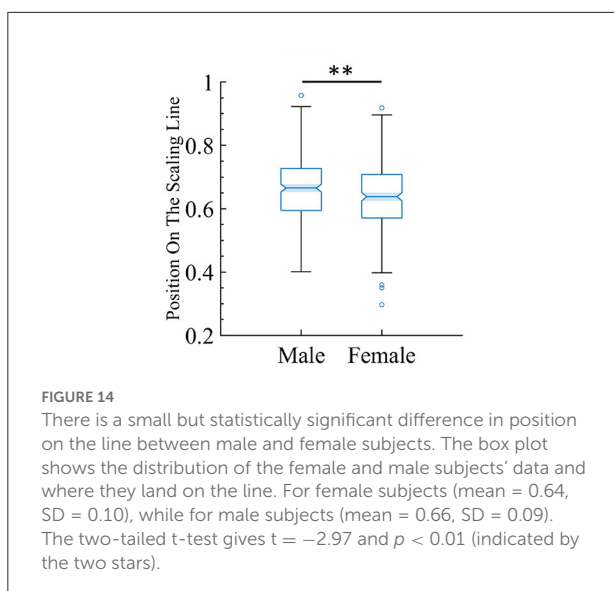 **
Position On The Scaling Line
1
0.8
0.6
0.4
0.2
Male Female
FIGURE 14
There is a small but statistically significant difference in position
on the line between male and female subjects. The box plot
shows the distribution of the female and male subjects’ data and
where they land on the line. For female subjects (mean = 0.64,
SD = 0.10), while for male subjects (mean = 0.66, SD = 0.09).
The two-tailed t-test gives t = −2.97 and p < 0.01 (indicated by
the two stars).